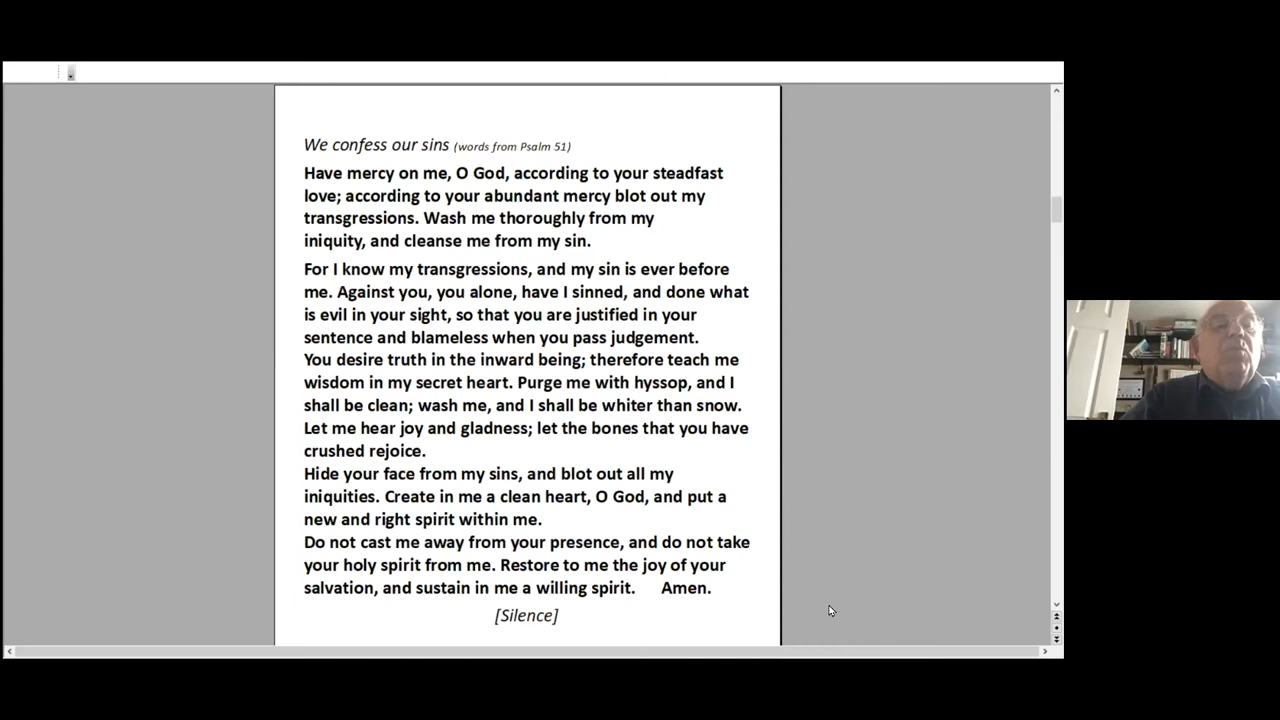 We confess our sins (words from Psalm 51)
Have mercy on me, O God, according to your steadfast
love; according to your abundant mercy blot out my
transgressions. Wash me thoroughly from my
iniquity, and cleanse me from my sin.
For I know my transgressions, and my sin is ever before
me. Against you, you alone, have I sinned, and done what
is evil in your sight, so that you are justified in your
sentence and blameless when you pass judgement.
You desire truth in the inward being; therefore teach me
wisdom in my secret heart. Purge me with hyssop, and I
shall be clean; wash me, and I shall be whiter than snow.
Let me hear joy and gladness; let the bones that you have
crushed rejoice.
Hide your face from my sins, and blot out all my
iniquities. Create in me a clean heart, O God, and put a
new and right spirit within me.
Do not cast me away from your presence, and do not take
your holy spirit from me. Restore to me the joy of your
salvation, and sustain in me a willing spirit. Amen.
[Silence]